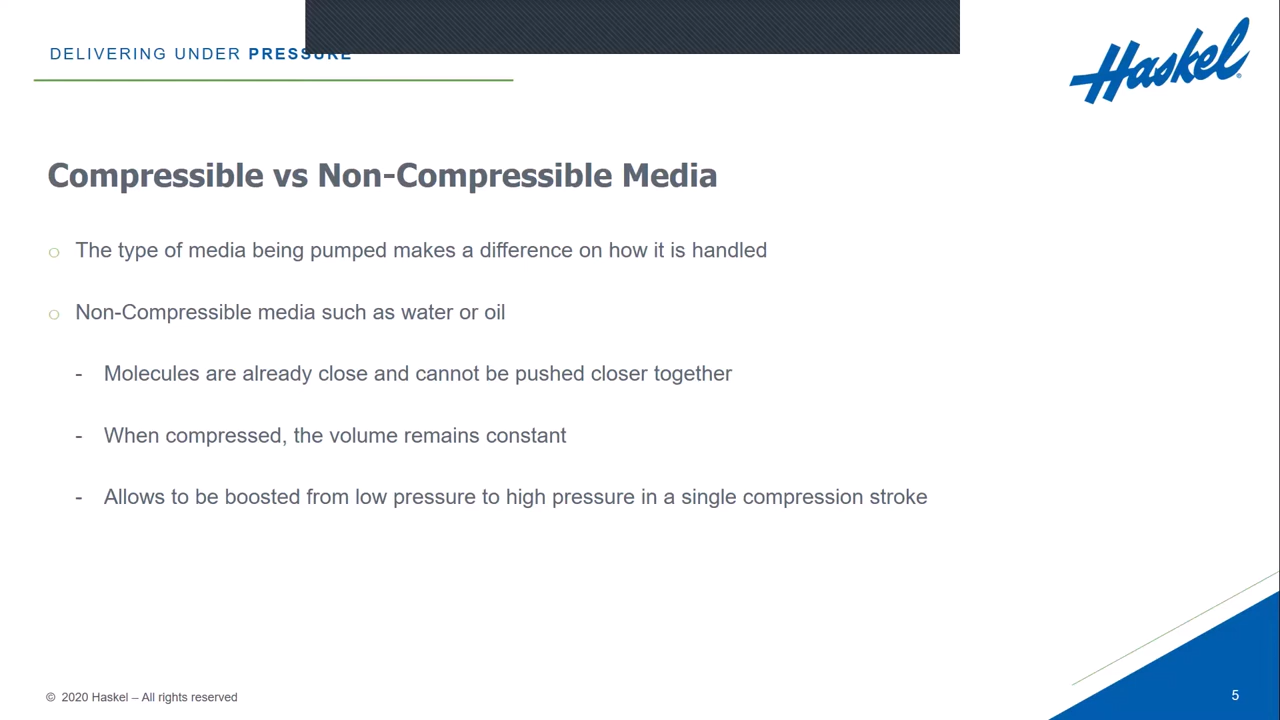 DELIVERING UNDER PRESSURE
Haskel®
Compressible vs Non-Compressible Media
○ The type of media being pumped makes a difference on how it is handled
○ Non-Compressible media such as water or oil
- Molecules are already close and cannot be pushed closer together
- When compressed, the volume remains constant
- Allows to be boosted from low pressure to high pressure in a single compression stroke
© 2020 Haskel – All rights reserved
5